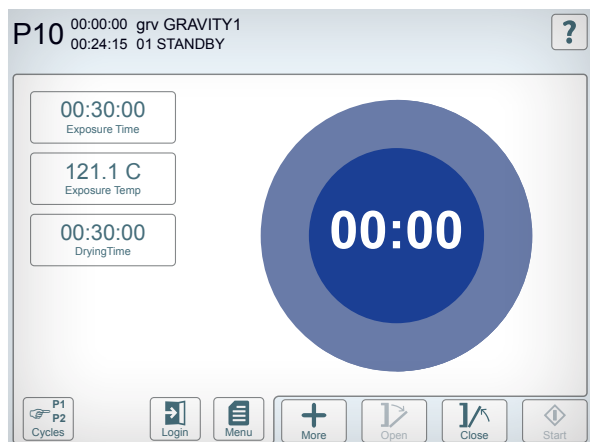 P10
00:00:00 grv GRAVITY1
00:24:15 01 STANDBY
?
00:30:00
Exposure Time
121.1 C
Exposure Temp
00:30:00
DryingTime
00:00
P1
P2
Cycles
Login
Menu
More
Open
Close
Start